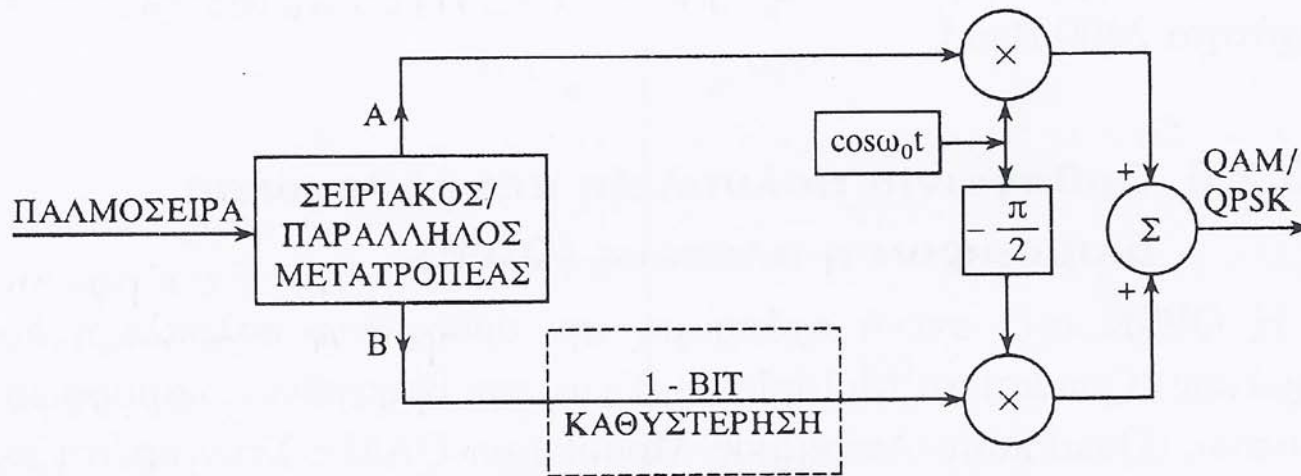 A
cosω₀t
QAM/
QPSK
ΠΑΛΜΟΣΕΙΡΑ
ΣΕΙΡΙΑΚΟΣ/
ΠΑΡΑΛΛΗΛΟΣ
ΜΕΤΑΤΡΟΠΕΑΣ
×
+
- π/2
Σ
+
B
1 - BIT
ΚΑΘΥΣΤΕΡΗΣΗ
×